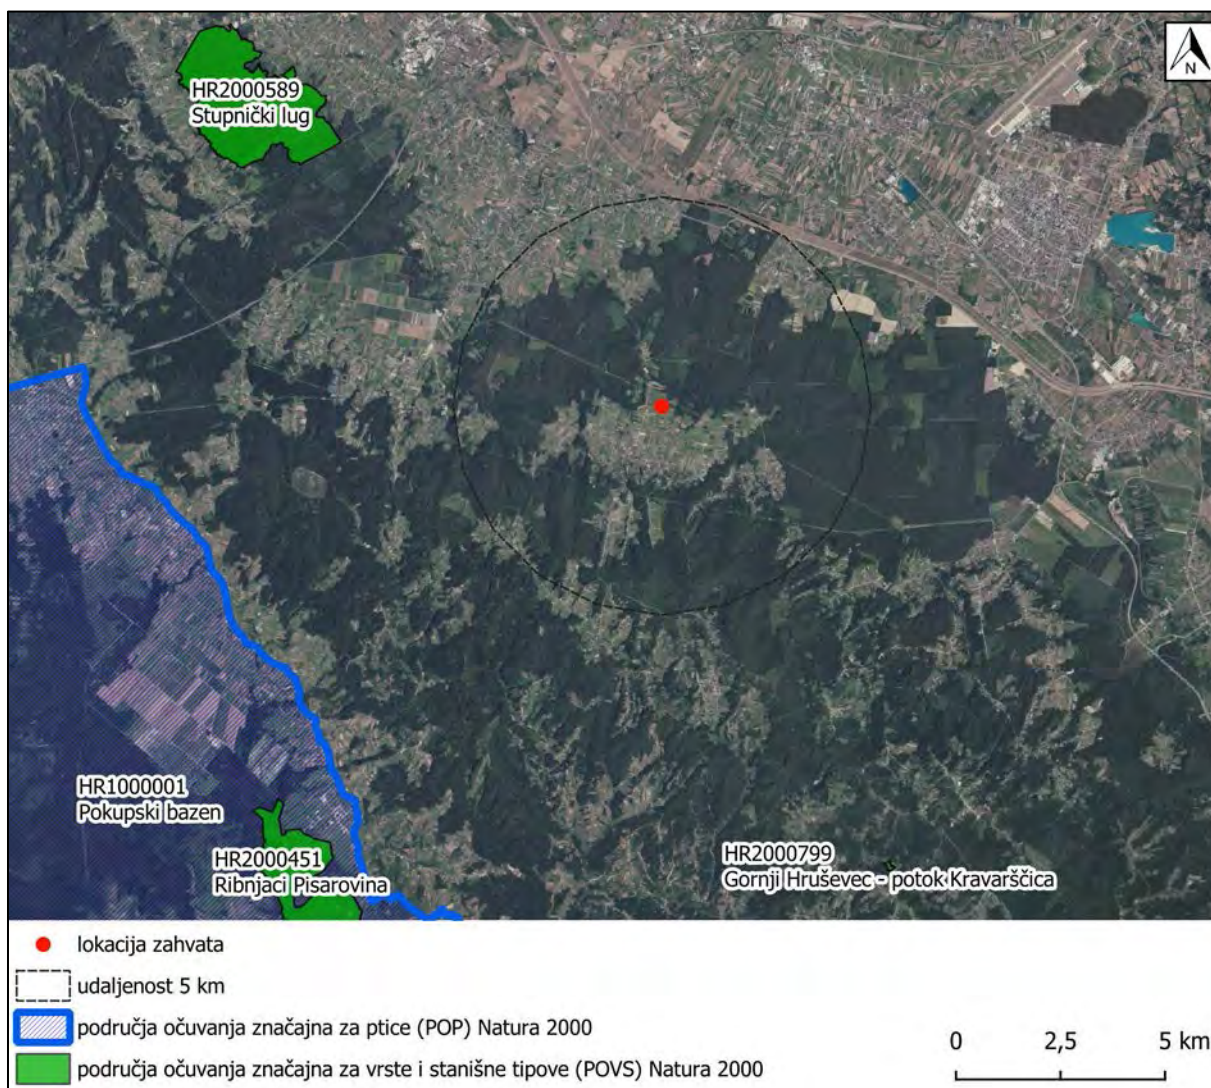 N
HR2000589
Stupnički lug
HR1000001
Pokupski bazen
HR2000451
Ribnjaci Pisarovina
HR2000799
Gornji Hruševec - potok Kravarščica
lokacija zahvata
udaljenost 5 km
područja očuvanja značajna za ptice (POP) Natura 2000
područja očuvanja značajna za vrste i stanišne tipove (POVS) Natura 2000
0 2,5 5 km